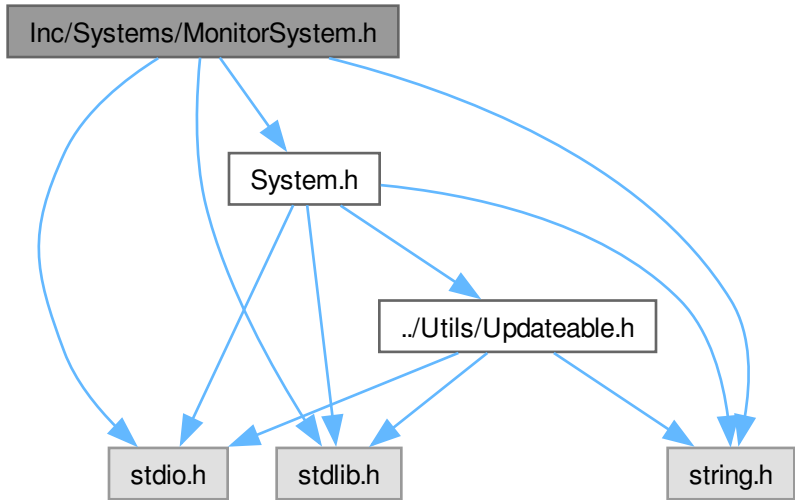 Inc/Systems/MonitorSystem.h
System.h
../Utils/Updateable.h
stdio.h
stdlib.h
string.h